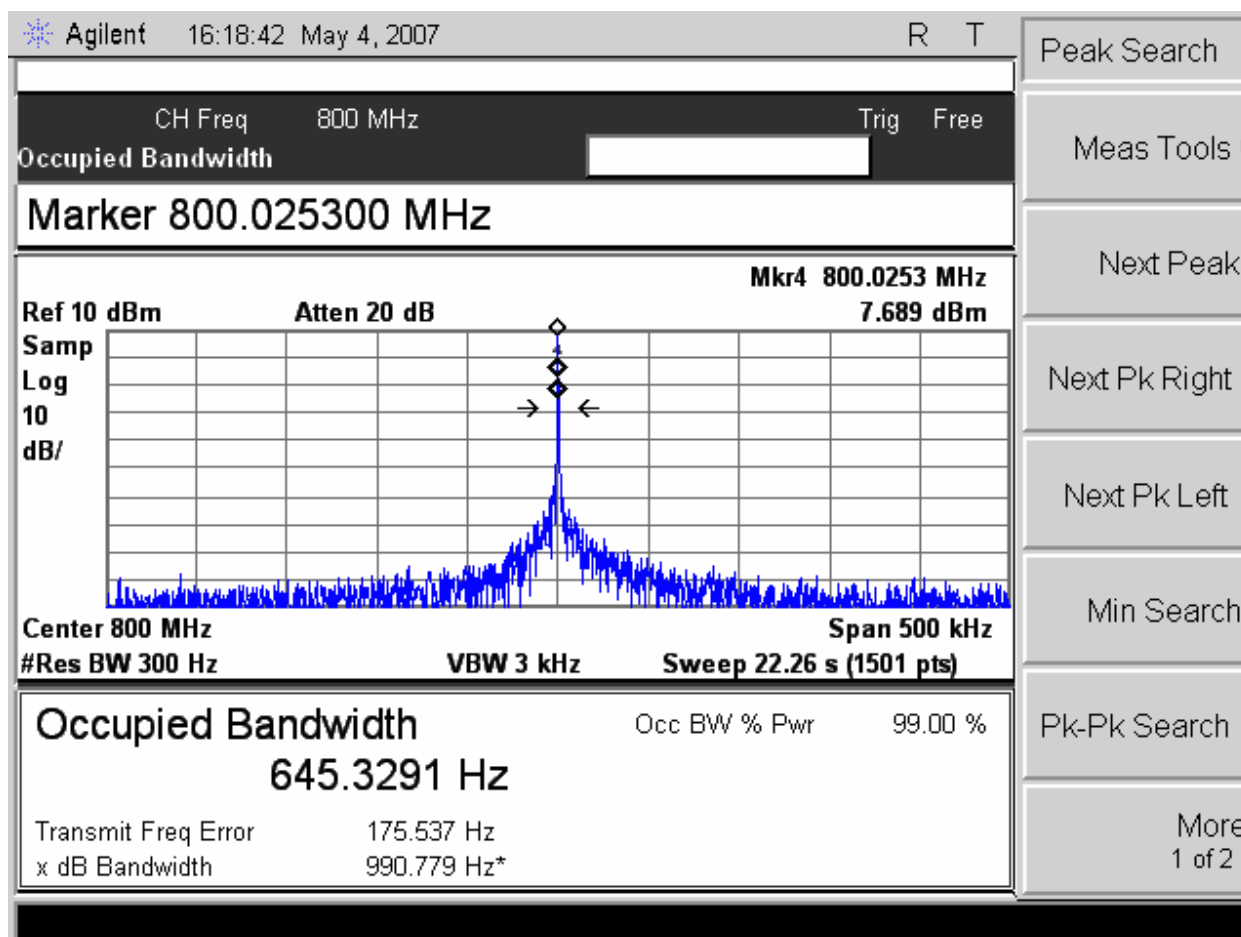 Agilent 16:18:42 May 4, 2007 R T
CH Freq 800 MHz Trig Free
Occupied Bandwidth
Marker 800.025300 MHz
Mkr4 800.0253 MHz
Ref 10 dBm Atten 20 dB 7.689 dBm
Samp
Log
10
dB/
4
Center 800 MHz Span 500 kHz
#Res BW 300 Hz VBW 3 kHz Sweep 22.26 s (1501 pts)
Occupied Bandwidth Occ BW % Pwr 99.00 %
645.3291 Hz
Transmit Freq Error 175.537 Hz
x dB Bandwidth 990.779 Hz*
Peak Search
Meas Tools
Next Peak
Next Pk Right
Next Pk Left
Min Search
Pk-Pk Search
More
1 of 2